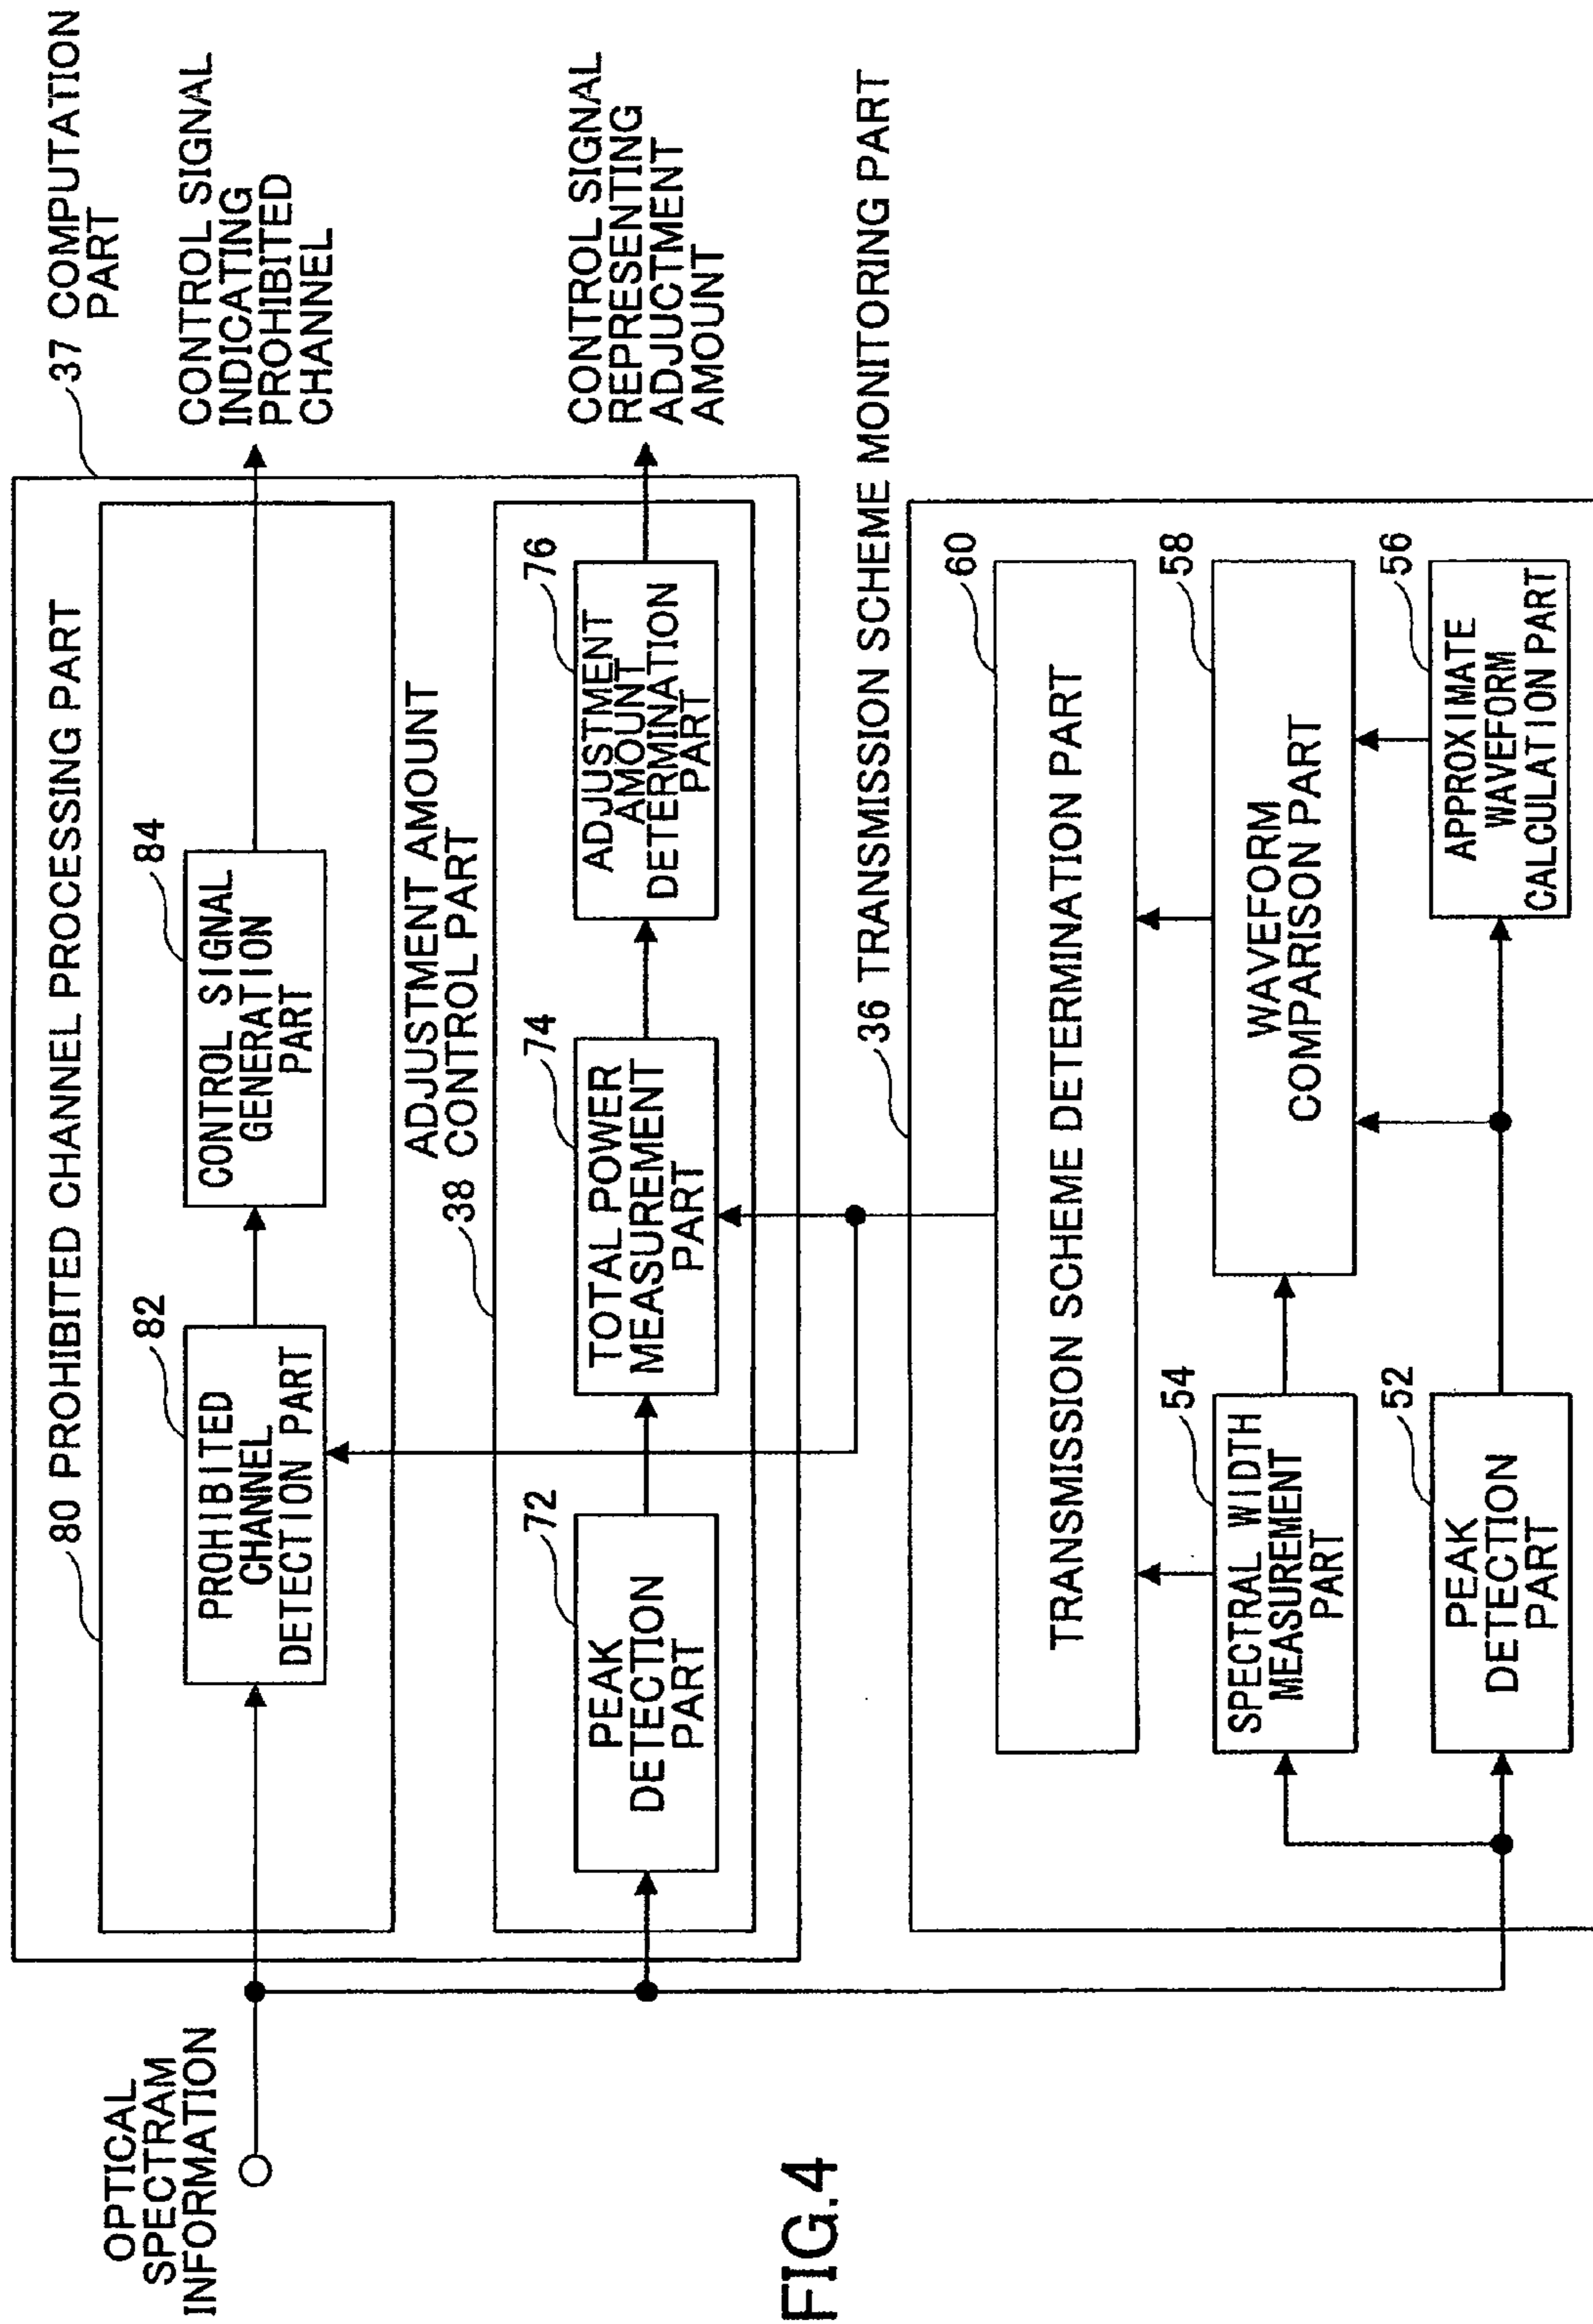 FIG.4
OPTICAL
SPECTRAM
INFORMATION
37 COMPUTATION
PART
80 PROHIBITED CHANNEL PROCESSING PART
82
PROHIBITED
CHANNEL
DETECTION PART
84
CONTROL SIGNAL
GENERATION
PART
CONTROL SIGNAL
INDICATING
PROHIBITED
CHANNEL
ADJUSTMENT AMOUNT
38 CONTROL PART
72
PEAK
DETECTION
PART
74
TOTAL POWER
MEASUREMENT
PART
76
ADJUSTMENT
AMOUNT
DETERMINATION
PART
CONTROL SIGNAL
REPRESENTING
ADJUCTMENT
AMOUNT
36 TRANSMISSION SCHEME MONITORING PART
60
TRANSMISSION SCHEME DETERMINATION PART
54
SPECTRAL WIDTH
MEASUREMENT
PART
58
WAVEFORM
COMPARISON PART
52
PEAK
DETECTION
PART
56
APPROXIMATE
WAVEFORM
CALCULATION PART